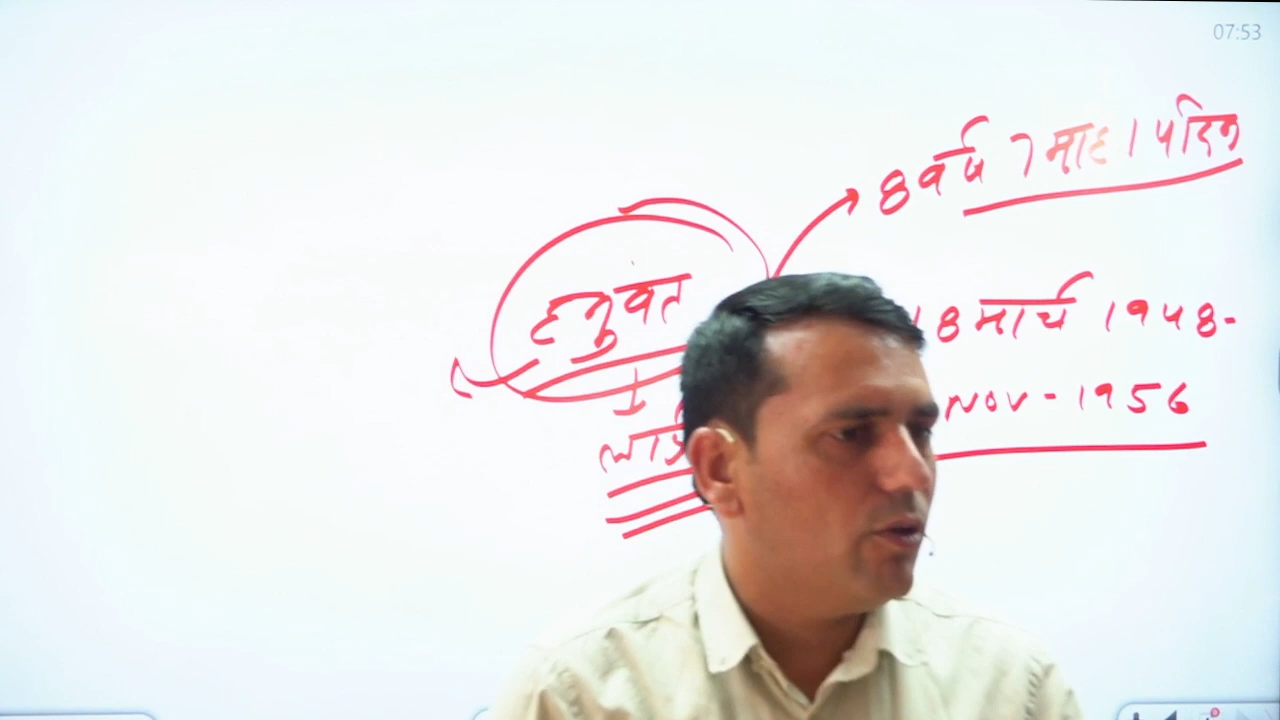 07:53
8 वर्ष 7 माह 14 दिन
हनुवंत
18 मार्च 1948-
Nov - 1956